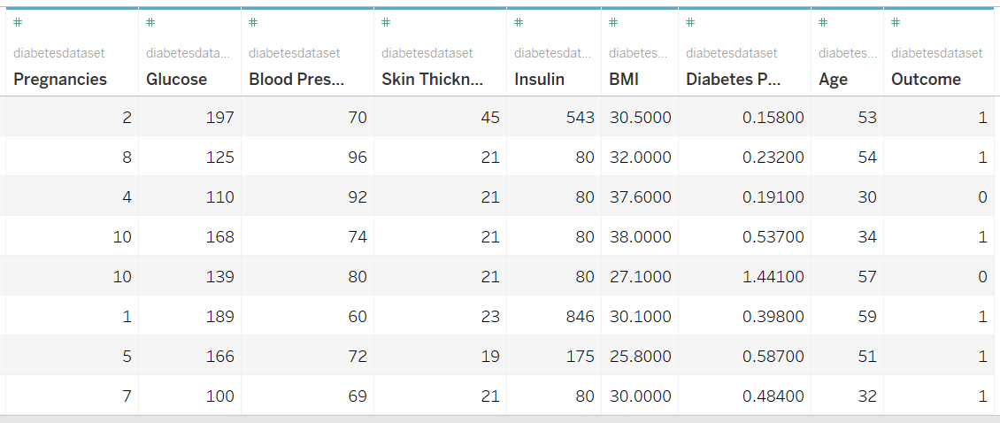 # # # # # # # # #
diabetesdataset diabetesdata... diabetesdataset diabetesdataset diabetesdat... diabetes... diabetesdataset diabetes... diabetesdataset
Pregnancies Glucose Blood Pres... Skin Thickn... Insulin BMI Diabetes P... Age Outcome
2 197 70 45 543 30.5000 0.15800 53 1
8 125 96 21 80 32.0000 0.23200 54 1
4 110 92 21 80 37.6000 0.19100 30 0
10 168 74 21 80 38.0000 0.53700 34 1
10 139 80 21 80 27.1000 1.44100 57 0
1 189 60 23 846 30.1000 0.39800 59 1
5 166 72 19 175 25.8000 0.58700 51 1
7 100 69 21 80 30.0000 0.48400 32 1